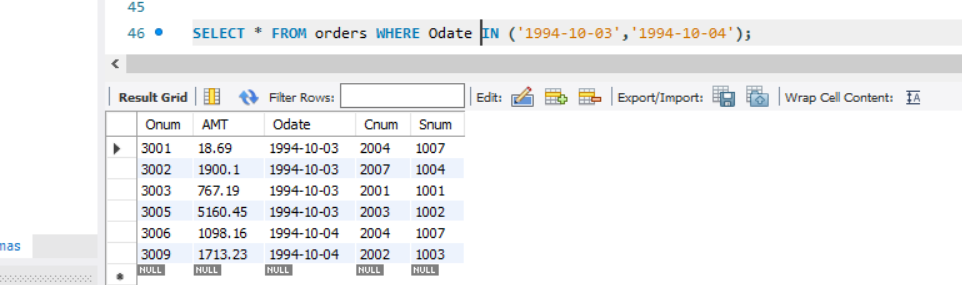 45
46 SELECT * FROM orders WHERE Odate IN ('1994-10-03','1994-10-04');
Result Grid Filter Rows: Edit: Export/Import: Wrap Cell Content: IA
Onum AMT Odate Cnum Snum
3001 18.69 1994-10-03 2004 1007
3002 1900.1 1994-10-03 2007 1004
3003 767.19 1994-10-03 2001 1001
3005 5160.45 1994-10-03 2003 1002
3006 1098.16 1994-10-04 2004 1007
mas
3009 1713.23 1994-10-04 2002 1003
NULL NULL NULL NULL NULL